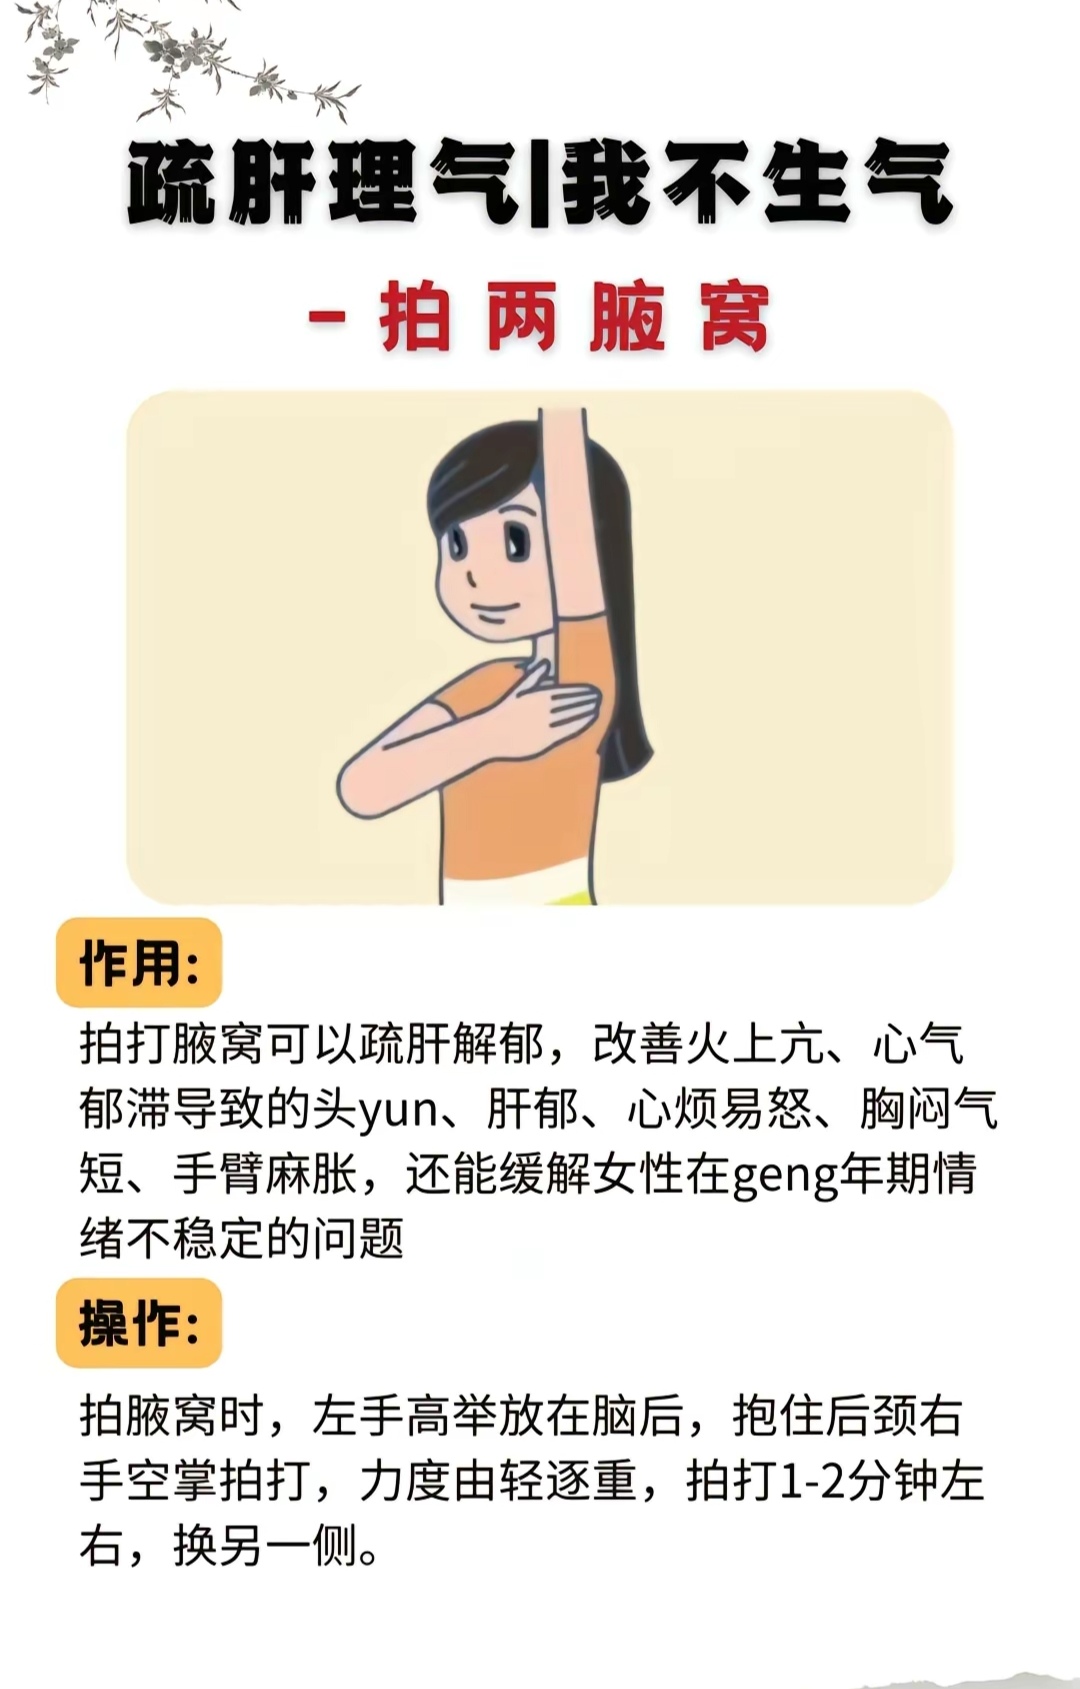 疏肝理气|我不生气
-拍两腋窝
作用:
拍打腋窝可以疏肝解郁，改善火上亢、心气
郁滞导致的头yun、肝郁、心烦易怒、胸闷气
短、手臂麻胀，还能缓解女性在geng年期情
绪不稳定的问题
操作:
拍腋窝时，左手高举放在脑后，抱住后颈右
手空掌拍打，力度由轻逐重，拍打1-2分钟左
右，换另一侧。